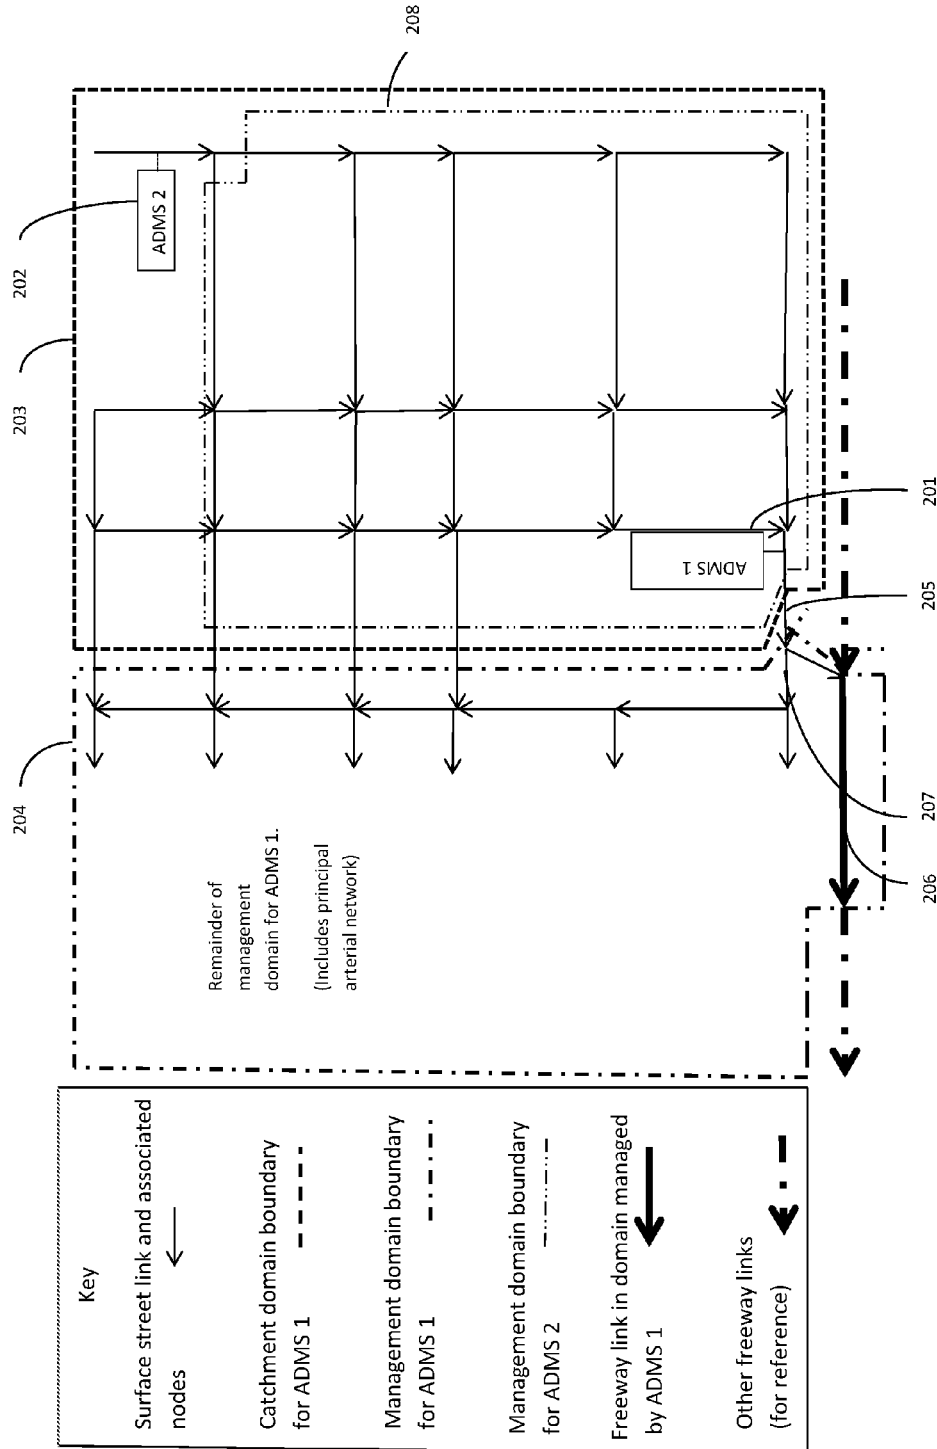 Key
Surface street link and associated
nodes
Catchment domain boundary
for ADMS 1
Management domain boundary
for ADMS 1
Management domain boundary
for ADMS 2
Freeway link in domain managed
by ADMS 1
Other freeway links
(for reference)
Remainder of
management
domain for ADMS 1.
(Includes principal
arterial network)
204
203
202
208
ADMS 2
ADMS 1
206
207
205
201